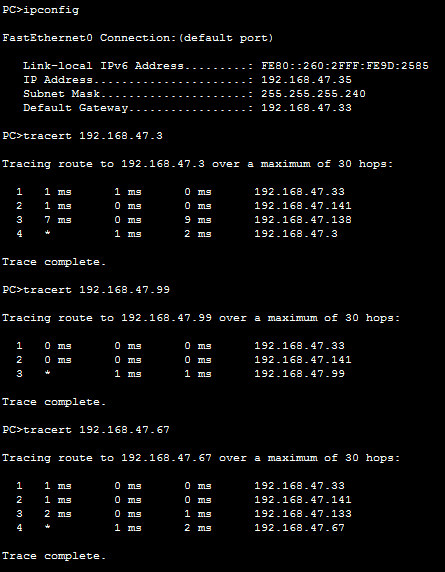 PC>ipconfig
FastEthernet0 Connection:(default port)
Link-local IPv6 Address.........: FE80::260:2FFF:FE9D:2585
IP Address......................: 192.168.47.35
Subnet Mask.....................: 255.255.255.240
Default Gateway.................: 192.168.47.33
PC>tracert 192.168.47.3
Tracing route to 192.168.47.3 over a maximum of 30 hops:
1 1 ms 1 ms 0 ms 192.168.47.33
2 1 ms 0 ms 0 ms 192.168.47.141
3 7 ms 0 ms 9 ms 192.168.47.138
4 * 1 ms 2 ms 192.168.47.3
Trace complete.
PC>tracert 192.168.47.99
Tracing route to 192.168.47.99 over a maximum of 30 hops:
1 0 ms 0 ms 0 ms 192.168.47.33
2 0 ms 0 ms 0 ms 192.168.47.141
3 * 1 ms 1 ms 192.168.47.99
Trace complete.
PC>tracert 192.168.47.67
Tracing route to 192.168.47.67 over a maximum of 30 hops:
1 1 ms 0 ms 0 ms 192.168.47.33
2 1 ms 0 ms 0 ms 192.168.47.141
3 2 ms 0 ms 1 ms 192.168.47.133
4 * 1 ms 2 ms 192.168.47.67
Trace complete.